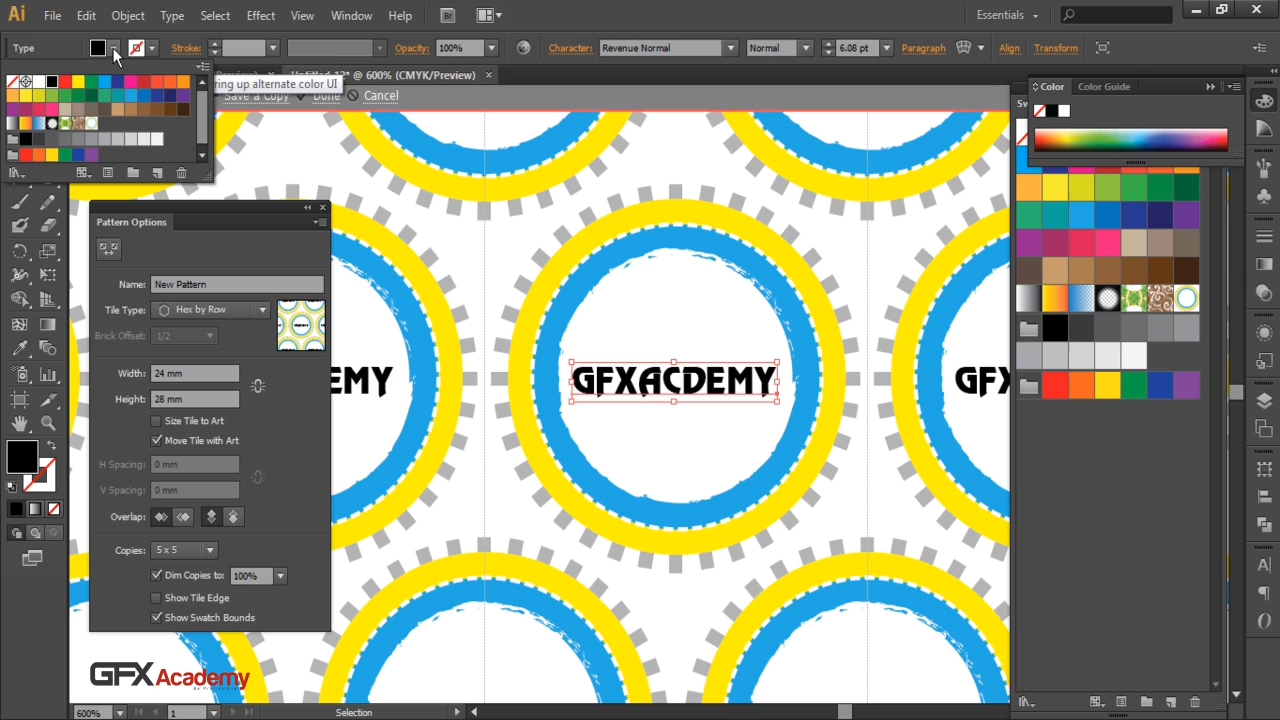 Ai File Edit Object Type Select Effect View Window Help Br Essentials
Type Stroke: Opacity: 100% Character: Revenue Normal Normal 6.08 pt Paragraph Align Transform
@ 600% (CMYK/Preview)
ring up alternate color UI
Save a Copy Done Cancel
Color Color Guide
Pattern Options
Name: New Pattern
Tile Type: Hex by Row
Brick Offset: 1/2
Width: 24 mm
Height: 28 mm
Size Tile to Art
Move Tile with Art
H Spacing: 0 mm
V Spacing: 0 mm
Overlap:
Copies: 5 x 5
Dim Copies to: 100%
Show Tile Edge
Show Swatch Bounds
EMY
GFXACDEMY
GFX
GFX Academy
Be Professional
600% 1 Selection